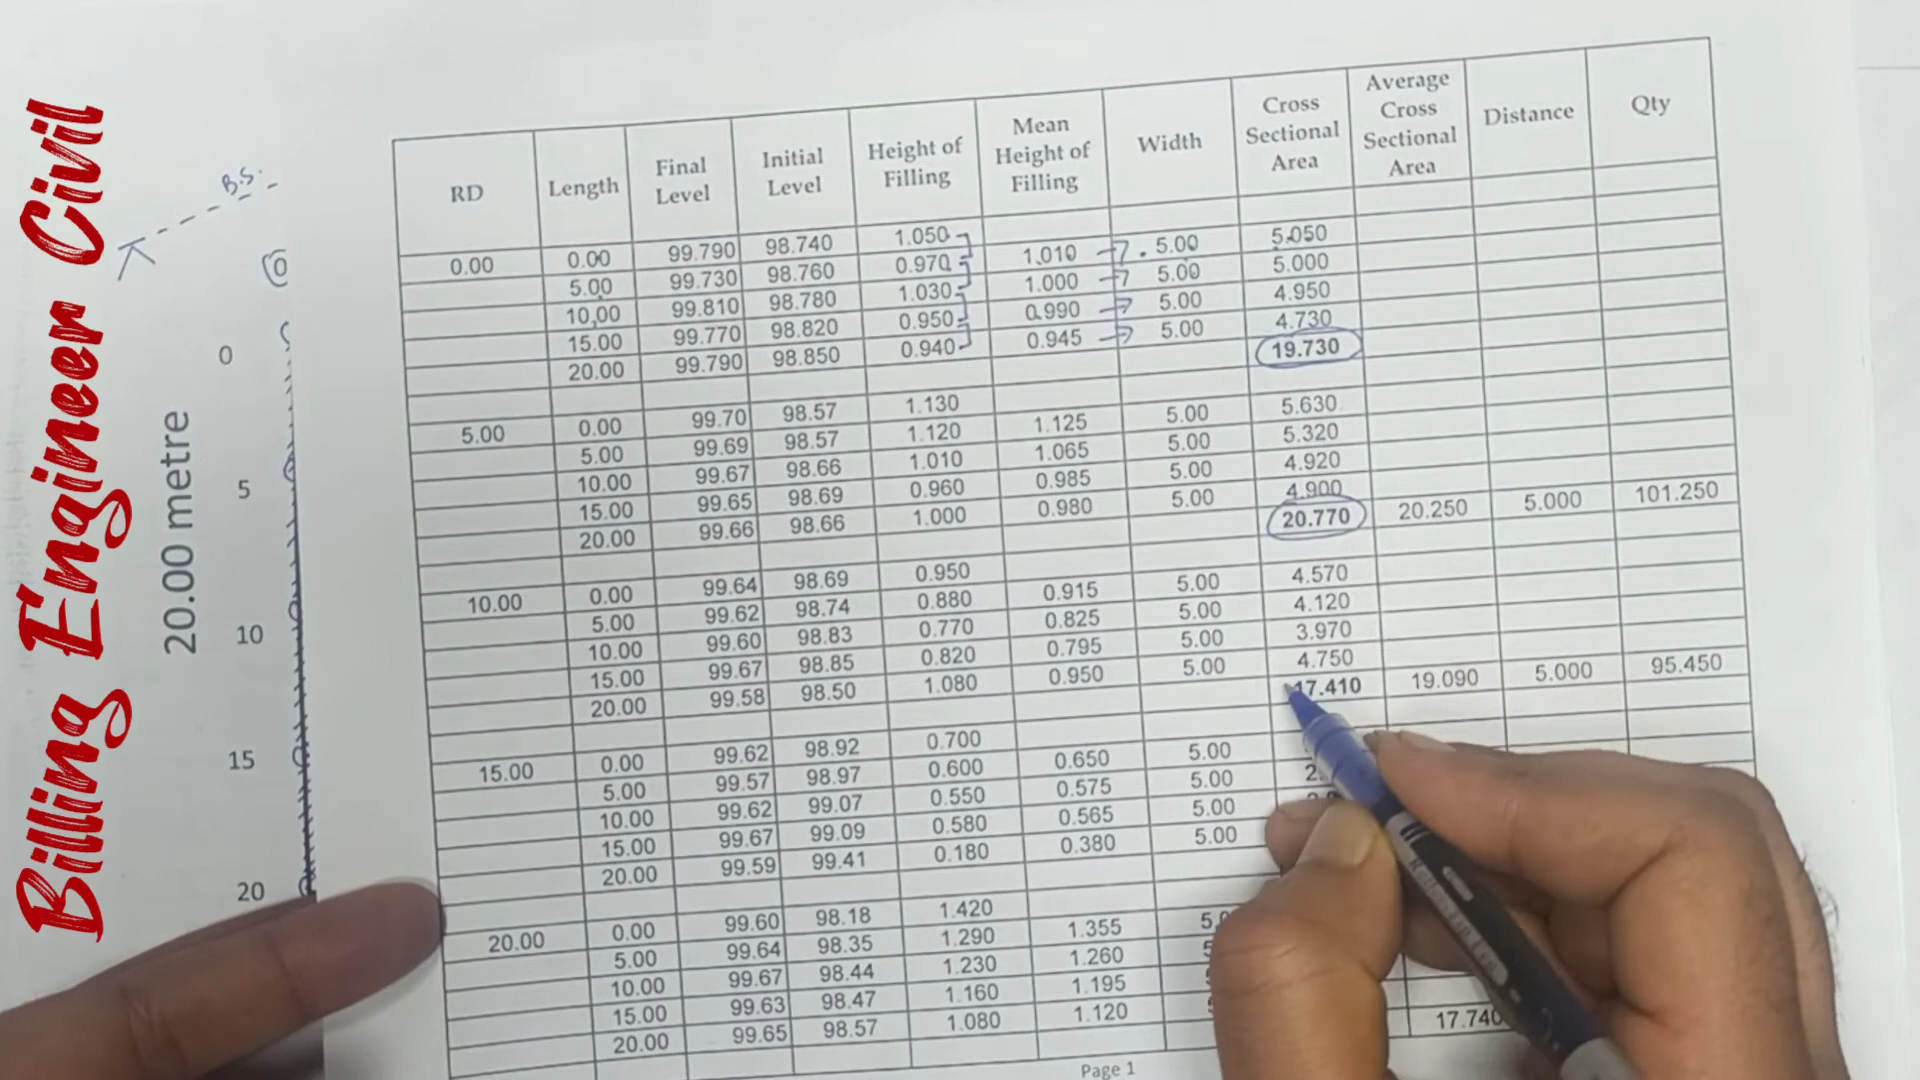 Billing Engineer Civil
B.S.
20.00 metre
0
5
10
15
20
RD Length Final Level Initial Level Height of Filling Mean Height of Filling Width Cross Sectional Area Average Cross Sectional Area Distance Qty
0.00 0.00 99.790 98.740 1.050
5.00 99.730 98.760 0.970 1.010 5.00 5.050
10.00 99.810 98.780 1.030 1.000 5.00 5.000
15.00 99.770 98.820 0.950 0.990 5.00 4.950
20.00 99.790 98.850 0.940 0.945 5.00 4.730
19.730
5.00 0.00 99.70 98.57 1.130
5.00 99.69 98.57 1.120 1.125 5.00 5.630
10.00 99.67 98.66 1.010 1.065 5.00 5.320
15.00 99.65 98.69 0.960 0.985 5.00 4.920
20.00 99.66 98.66 1.000 0.980 5.00 4.900
20.770 20.250 5.000 101.250
10.00 0.00 99.64 98.69 0.950
5.00 99.62 98.74 0.880 0.915 5.00 4.570
10.00 99.60 98.83 0.770 0.825 5.00 4.120
15.00 99.67 98.85 0.820 0.795 5.00 3.970
20.00 99.58 98.50 1.080 0.950 5.00 4.750
17.410 19.090 5.000 95.450
15.00 0.00 99.62 98.92 0.700
5.00 99.57 98.97 0.600 0.650 5.00
10.00 99.62 99.07 0.550 0.575 5.00
15.00 99.67 99.09 0.580 0.565 5.00
20.00 99.59 99.41 0.180 0.380 5.00
20.00 0.00 99.60 98.18 1.420
5.00 99.64 98.35 1.290 1.355
10.00 99.67 98.44 1.230 1.260
15.00 99.63 98.47 1.160 1.195
20.00 99.65 98.57 1.080 1.120
17.740
Page 1